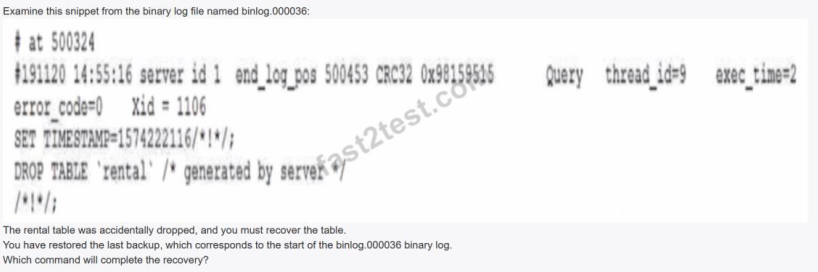 Examine this snippet from the binary log file named binlog.000036:
# at 500324
#191120 14:55:16 server id 1 end_log_pos 500453 CRC32 0x98159515 Query thread_id=9 exec_time=2
error_code=0 Xid = 1106
SET TIMESTAMP=1574222116/*!*/;
DROP TABLE `rental` /* generated by server */
/*!*/;
fast2test.com
The rental table was accidentally dropped, and you must recover the table.
You have restored the last backup, which corresponds to the start of the binlog.000036 binary log.
Which command will complete the recovery?